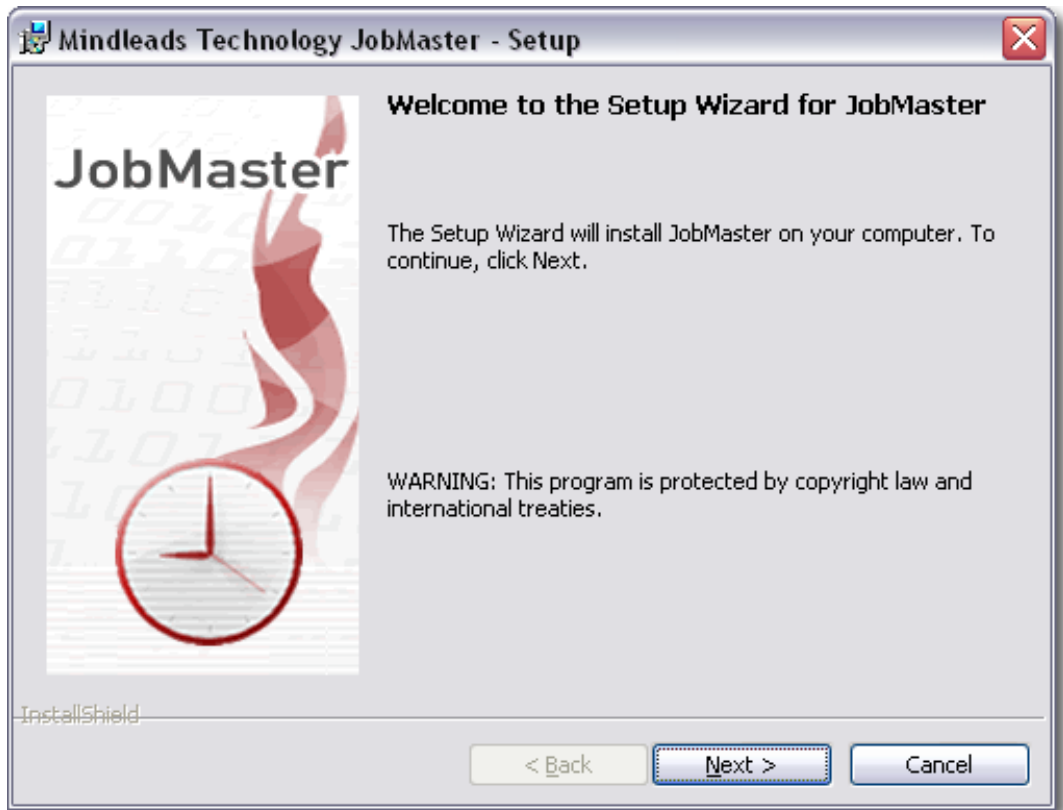 Mindleads Technology JobMaster - Setup
Welcome to the Setup Wizard for JobMaster
JobMaster
The Setup Wizard will install JobMaster on your computer. To
continue, click Next.
WARNING: This program is protected by copyright law and
international treaties.
InstallShield
< Back
Next >
Cancel